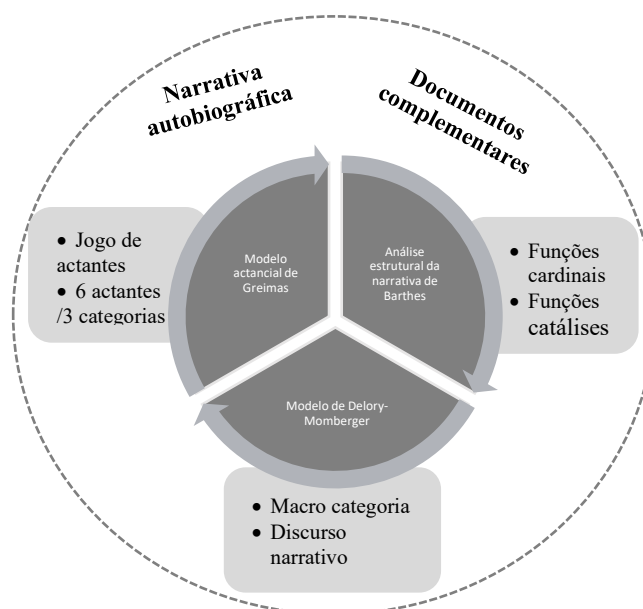 Narrativa
autobiográfica
Documentos
complementares
• Jogo de
actantes
• 6 actantes
/3 categorias
Modelo
actancial de
Greimas
Análise
estrutural da
narrativa de
Barthes
• Funções
cardinais
• Funções
catálises
Modelo de Delory-
Momberger
• Macro categoria
• Discurso
narrativo